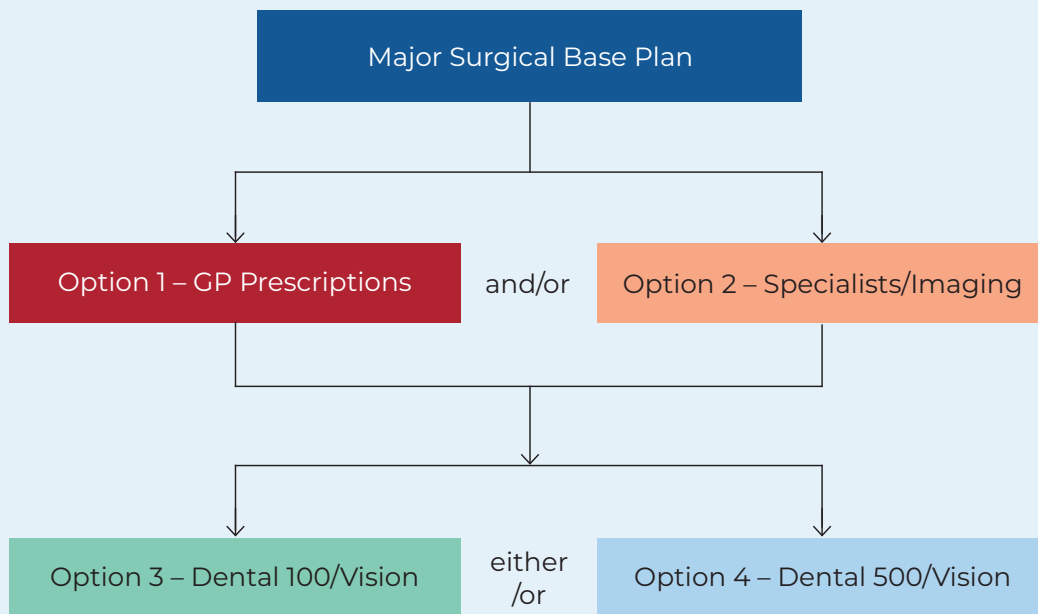 Major Surgical Base Plan
Option 1 – GP Prescriptions
and/or
Option 2 – Specialists/Imaging
Option 3 – Dental 100/Vision
either
/or
Option 4 – Dental 500/Vision